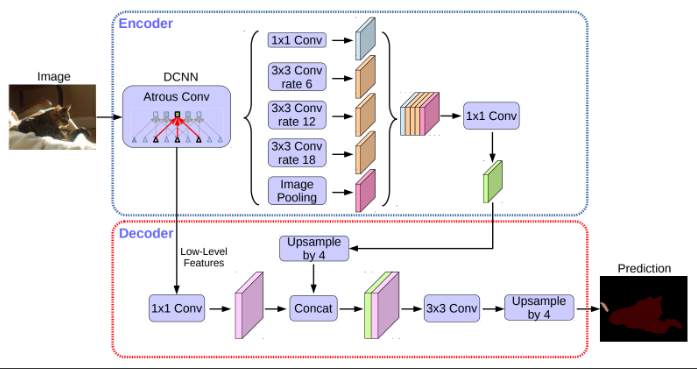 Encoder
Image
DCNN
Atrous Conv
1x1 Conv
3x3 Conv
rate 6
3x3 Conv
rate 12
3x3 Conv
rate 18
Image
Pooling
1x1 Conv
Decoder
Low-Level
Features
Upsample
by 4
1x1 Conv
Concat
3x3 Conv
Upsample
by 4
Prediction